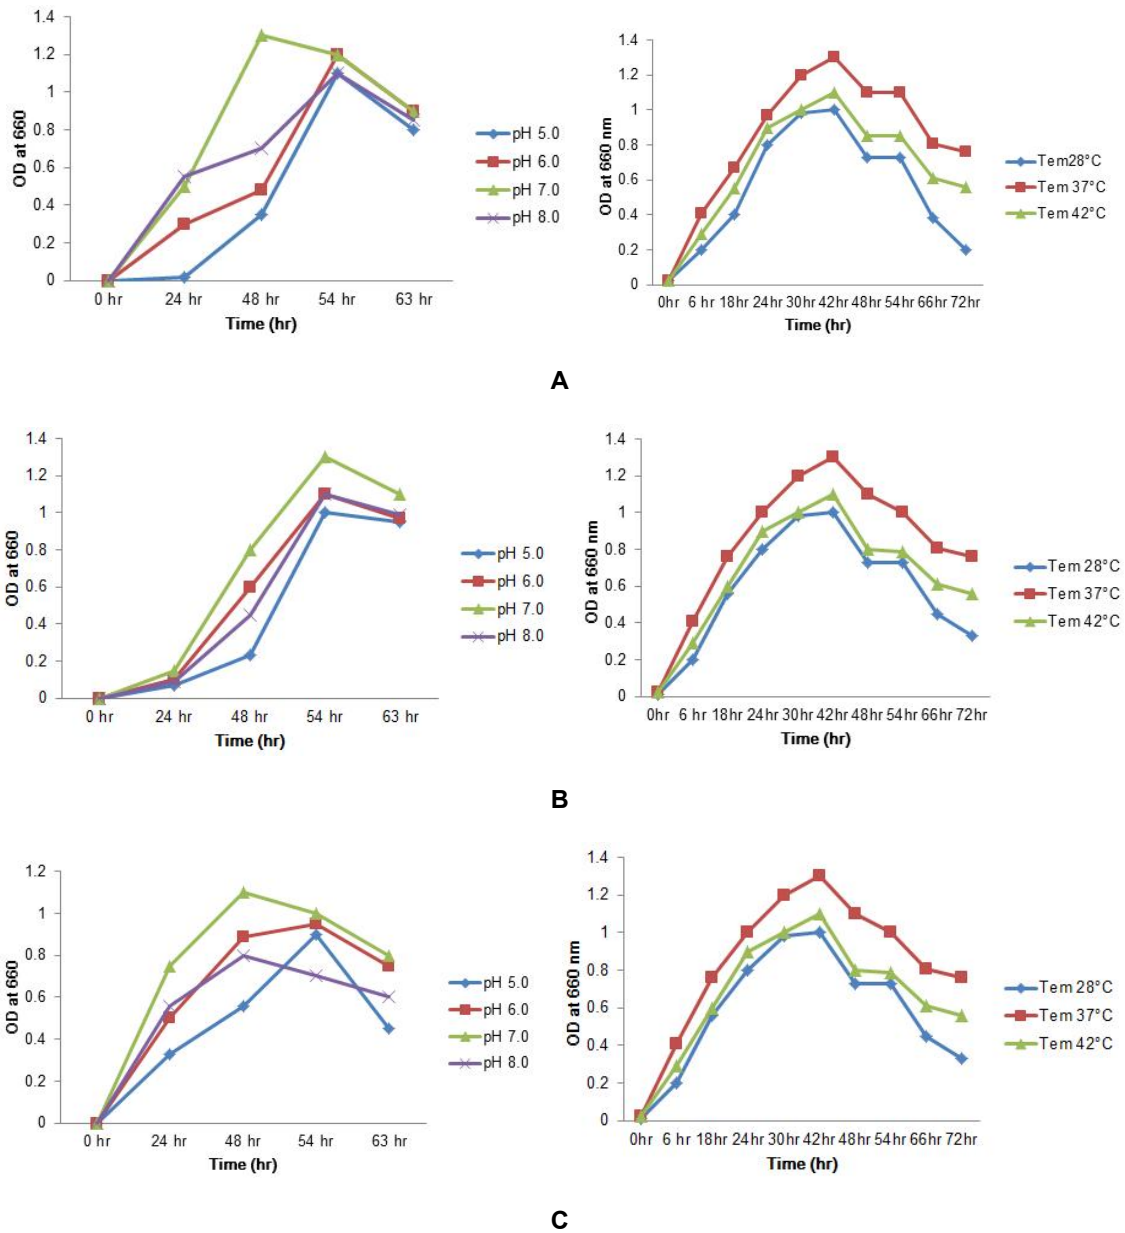 1.4
1.2
1
0.8
0.6
0.4
0.2
0
OD at 660
0 hr 24 hr 48 hr 54 hr 63 hr
Time (hr)
pH 5.0
pH 6.0
pH 7.0
pH 8.0
1.4
1.2
1
0.8
0.6
0.4
0.2
0
OD at 660 nm
0hr 6 hr 18hr 24hr 30hr 42hr 48hr 54hr 66hr 72hr
Time (hr)
Tem28°C
Tem 37°C
Tem 42°C
A
1.4
1.2
1
0.8
0.6
0.4
0.2
0
OD at 660
0 hr 24 hr 48 hr 54 hr 63 hr
Time (hr)
pH 5.0
pH 6.0
pH 7.0
pH 8.0
1.4
1.2
1
0.8
0.6
0.4
0.2
0
OD at 660 nm
0hr 6 hr 18hr 24hr 30hr 42hr 48hr 54hr 66hr 72hr
Time (hr)
Tem 28°C
Tem 37°C
Tem 42°C
B
1.2
1
0.8
0.6
0.4
0.2
0
OD at 660
0 hr 24 hr 48 hr 54 hr 63 hr
Time (hr)
pH 5.0
pH 6.0
pH 7.0
pH 8.0
1.4
1.2
1
0.8
0.6
0.4
0.2
0
OD at 660 nm
0hr 6 hr 18hr 24hr 30hr 42hr 48hr 54hr 66hr 72hr
Time (hr)
Tem 28°C
Tem 37°C
Tem 42°C
C